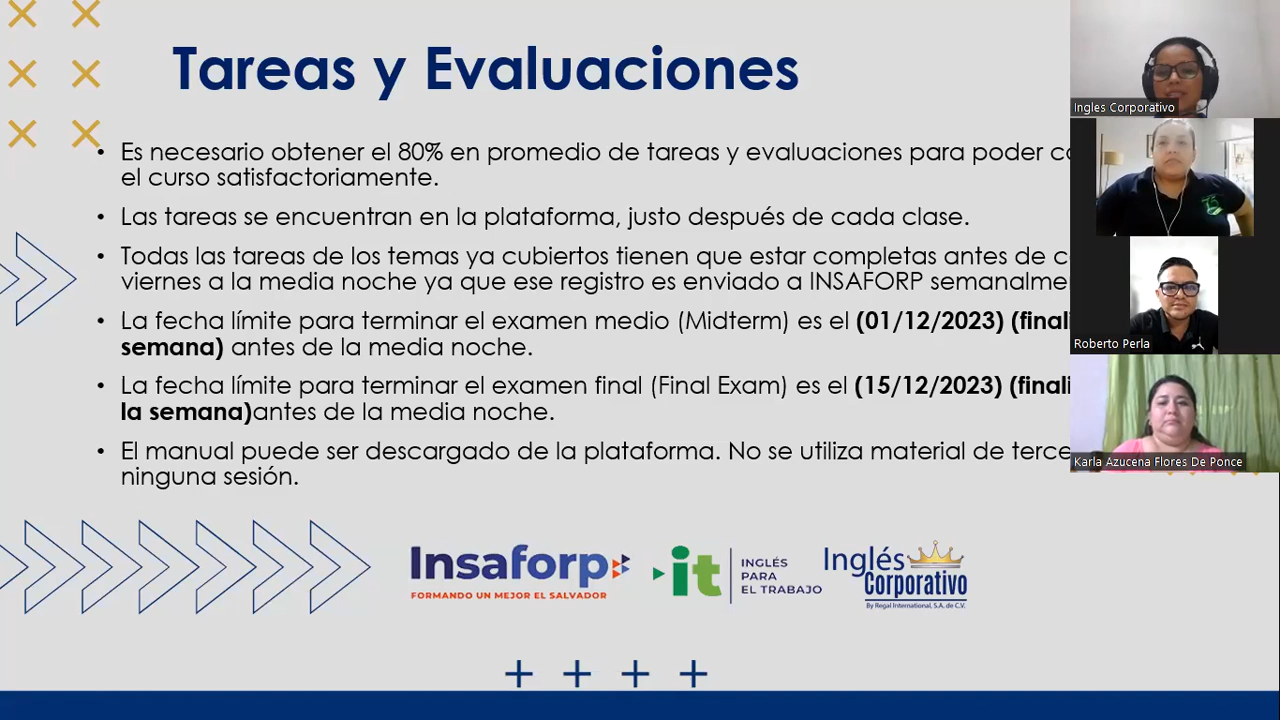 Tareas y Evaluaciones
• Es necesario obtener el 80% en promedio de tareas y evaluaciones para poder
el curso satisfactoriamente.
• Las tareas se encuentran en la plataforma, justo después de cada clase.
• Todas las tareas de los temas ya cubiertos tienen que estar completas antes de
viernes a la media noche ya que ese registro es enviado a INSAFORP semanalme
• La fecha límite para terminar el examen medio (Midterm) es el (01/12/2023) (finali
semana) antes de la media noche.
• La fecha límite para terminar el examen final (Final Exam) es el (15/12/2023) (finali
la semana)antes de la media noche.
• El manual puede ser descargado de la plataforma. No se utiliza material de terce
ninguna sesión.
Insaforp
FORMANDO UN MEJOR EL SALVADOR
it
INGLÉS
PARA
EL TRABAJO
Inglés
Corporativo
By Regal International, S.A. de C.V.
Ingles Corporativo
Roberto Perla
Karla Azucena Flores De Ponce